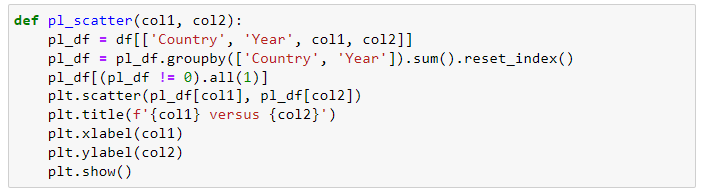 def pl_scatter(col1, col2):
    pl_df = df[['Country', 'Year', col1, col2]]
    pl_df = pl_df.groupby(['Country', 'Year']).sum().reset_index()
    pl_df[(pl_df != 0).all(1)]
    plt.scatter(pl_df[col1], pl_df[col2])
    plt.title(f'{col1} versus {col2}')
    plt.xlabel(col1)
    plt.ylabel(col2)
    plt.show()